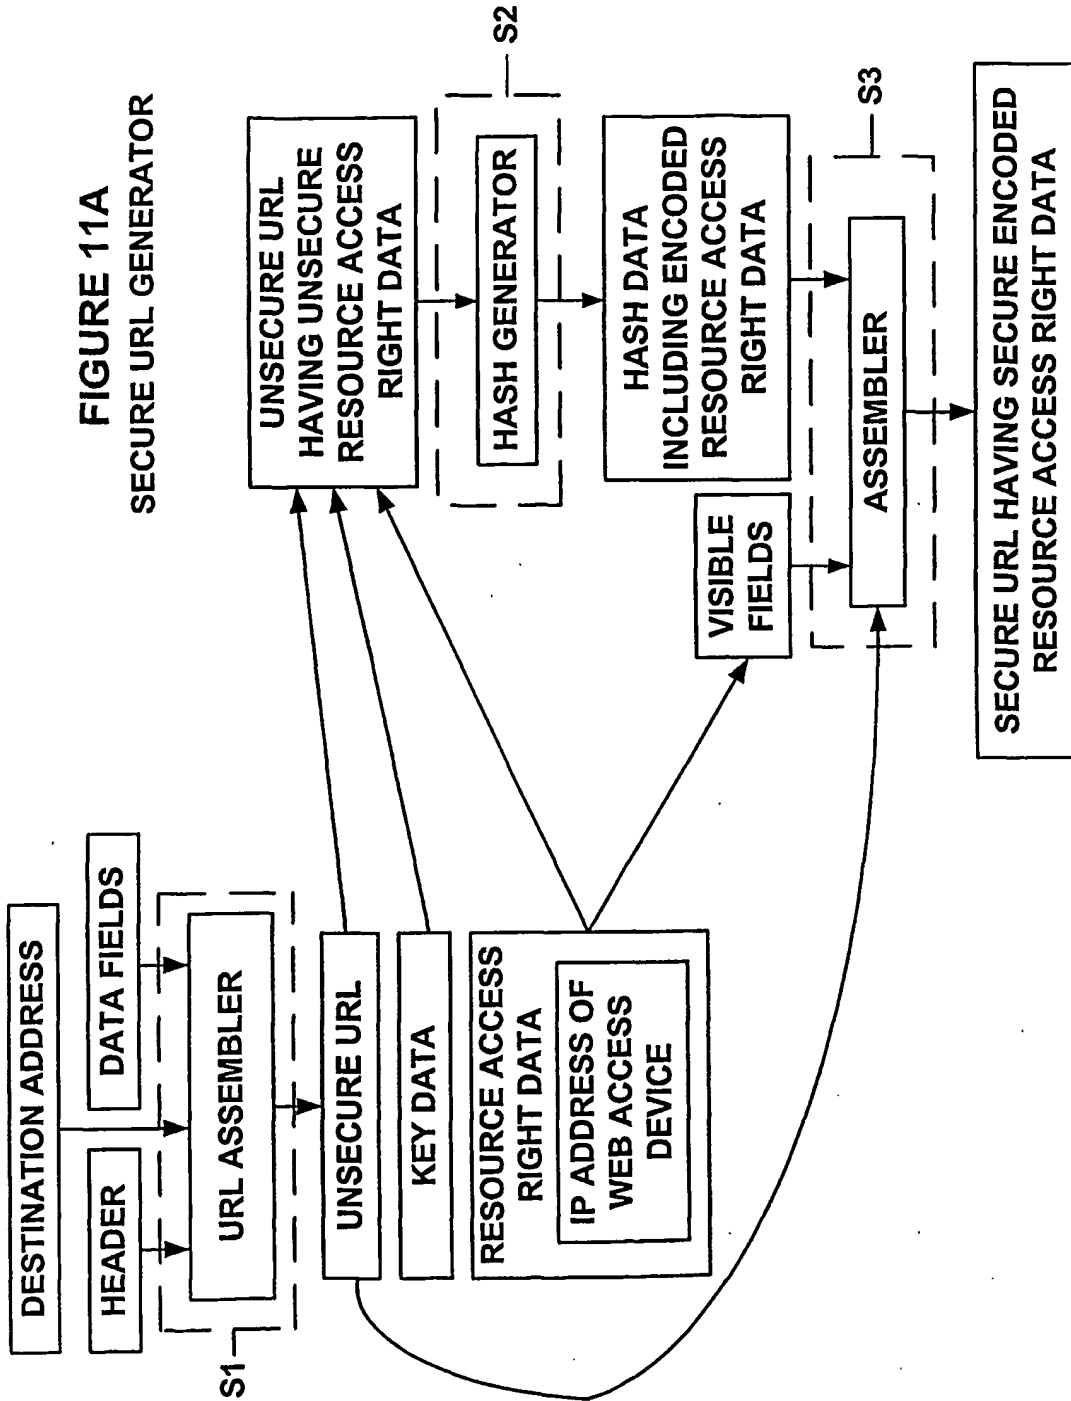 FIGURE 11A
SECURE URL GENERATOR
DESTINATION ADDRESS
HEADER
DATA FIELDS
URL ASSEMBLER
S1
UNSECURE URL
KEY DATA
RESOURCE ACCESS
RIGHT DATA
IP ADDRESS OF
WEB ACCESS
DEVICE
UNSECURE URL
HAVING UNSECURE
RESOURCE ACCESS
RIGHT DATA
HASH GENERATOR
S2
HASH DATA
INCLUDING ENCODED
RESOURCE ACCESS
RIGHT DATA
VISIBLE
FIELDS
ASSEMBLER
S3
SECURE URL HAVING SECURE ENCODED
RESOURCE ACCESS RIGHT DATA